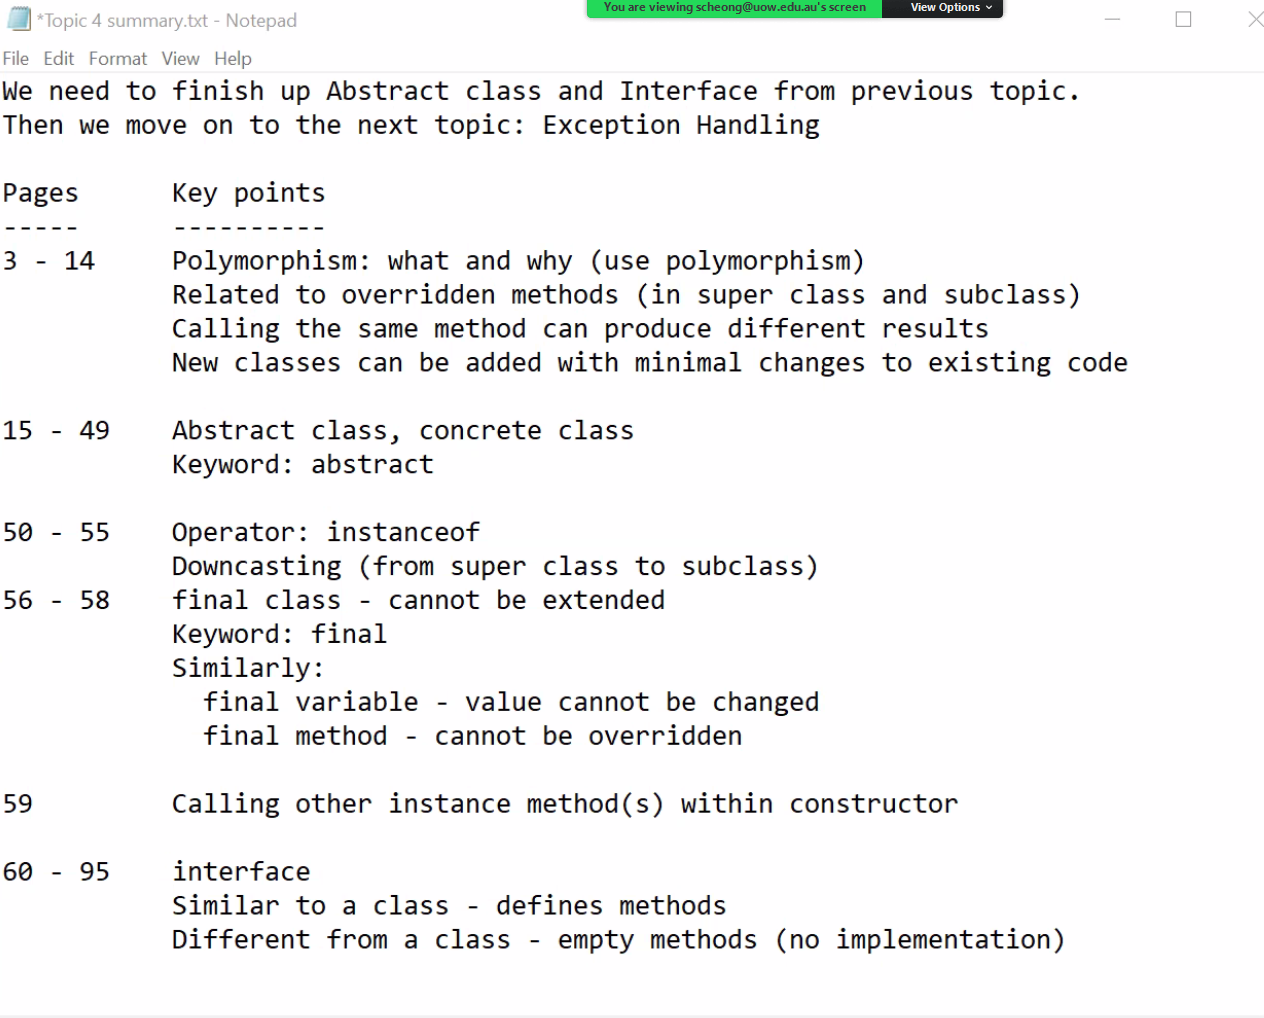 *Topic 4 summary.txt - Notepad
You are viewing scheong@uow.edu.au's screen
View Options
File Edit Format View Help
We need to finish up Abstract class and Interface from previous topic.
Then we move on to the next topic: Exception Handling
Pages Key points
----- ----------
3 - 14 Polymorphism: what and why (use polymorphism)
Related to overridden methods (in super class and subclass)
Calling the same method can produce different results
New classes can be added with minimal changes to existing code
15 - 49 Abstract class, concrete class
Keyword: abstract
50 - 55 Operator: instanceof
Downcasting (from super class to subclass)
56 - 58 final class - cannot be extended
Keyword: final
Similarly:
final variable - value cannot be changed
final method - cannot be overridden
59 Calling other instance method(s) within constructor
60 - 95 interface
Similar to a class - defines methods
Different from a class - empty methods (no implementation)